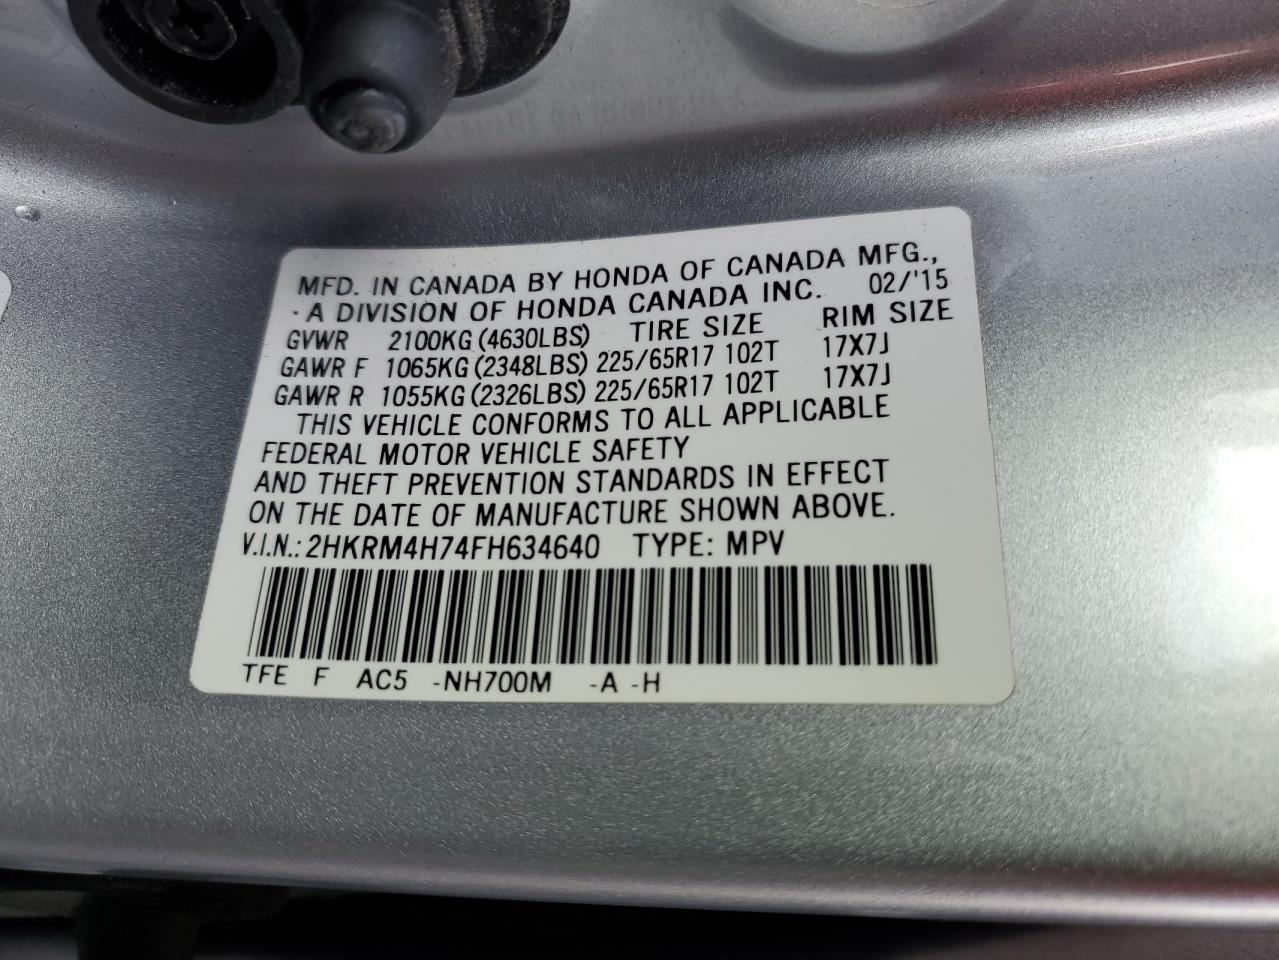 MFD. IN CANADA BY HONDA OF CANADA MFG.,
- A DIVISION OF HONDA CANADA INC. 02/'15
GVWR 2100KG (4630LBS) TIRE SIZE RIM SIZE
GAWR F 1065KG (2348LBS) 225/65R17 102T 17X7J
GAWR R 1055KG (2326LBS) 225/65R17 102T 17X7J
THIS VEHICLE CONFORMS TO ALL APPLICABLE
FEDERAL MOTOR VEHICLE SAFETY
AND THEFT PREVENTION STANDARDS IN EFFECT
ON THE DATE OF MANUFACTURE SHOWN ABOVE.
V.I.N.: 2HKRM4H74FH634640 TYPE: MPV
TFE F AC5 -NH700M -A -H